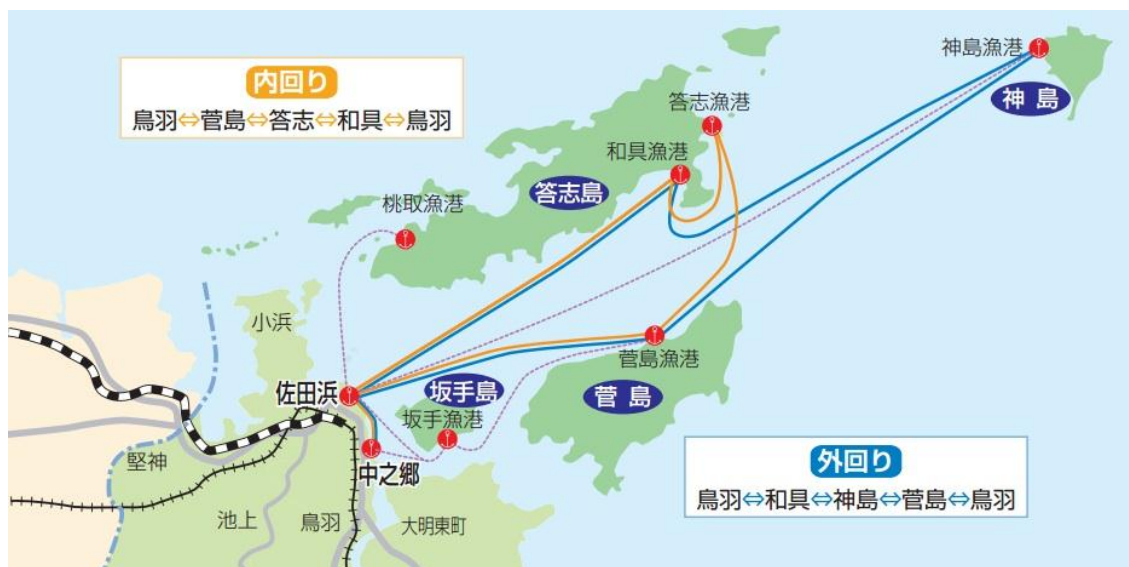 内回り
鳥羽⇔菅島⇔答志⇔和具⇔鳥羽
神島漁港
神島
答志漁港
和具漁港
答志島
桃取漁港
小浜
菅島漁港
佐田浜
坂手島
菅島
坂手漁港
堅神
中之郷
外回り
鳥羽⇔和具⇔神島⇔菅島⇔鳥羽
池上
鳥羽
大明東町